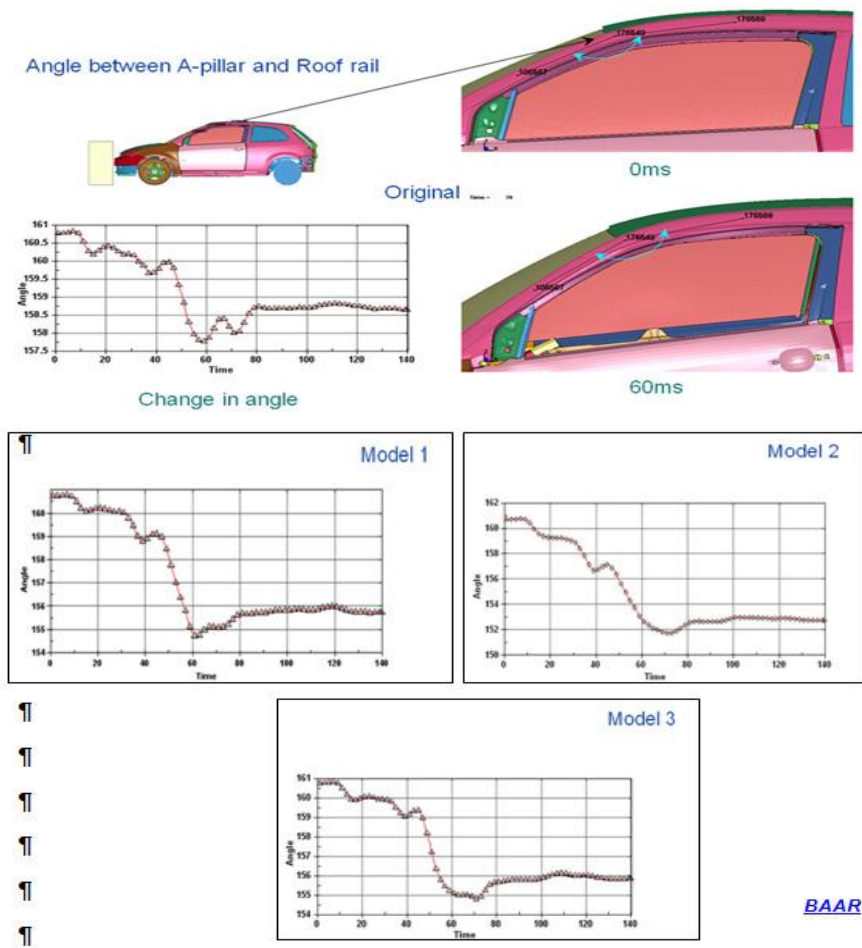 Angle between A-pillar and Roof rail
176560
176549
106567
0ms
Original
Time =
161
160.5
160
159.5
159
158.5
158
157.5
Angle
0 20 40 60 80 100 120 140
Time
Change in angle
176549
106567
60ms
¶
Model 1
160
159
158
157
156
155
154
Angle
0 20 40 60 80 100 120 140
Time
Model 2
162
160
158
156
154
152
150
Angle
0 20 40 60 80 100 120 140
Time
¶
¶
¶
¶
¶
¶
Model 3
161
160
159
158
157
156
155
154
Angle
0 20 40 60 80 100 120 140
Time
BAAR